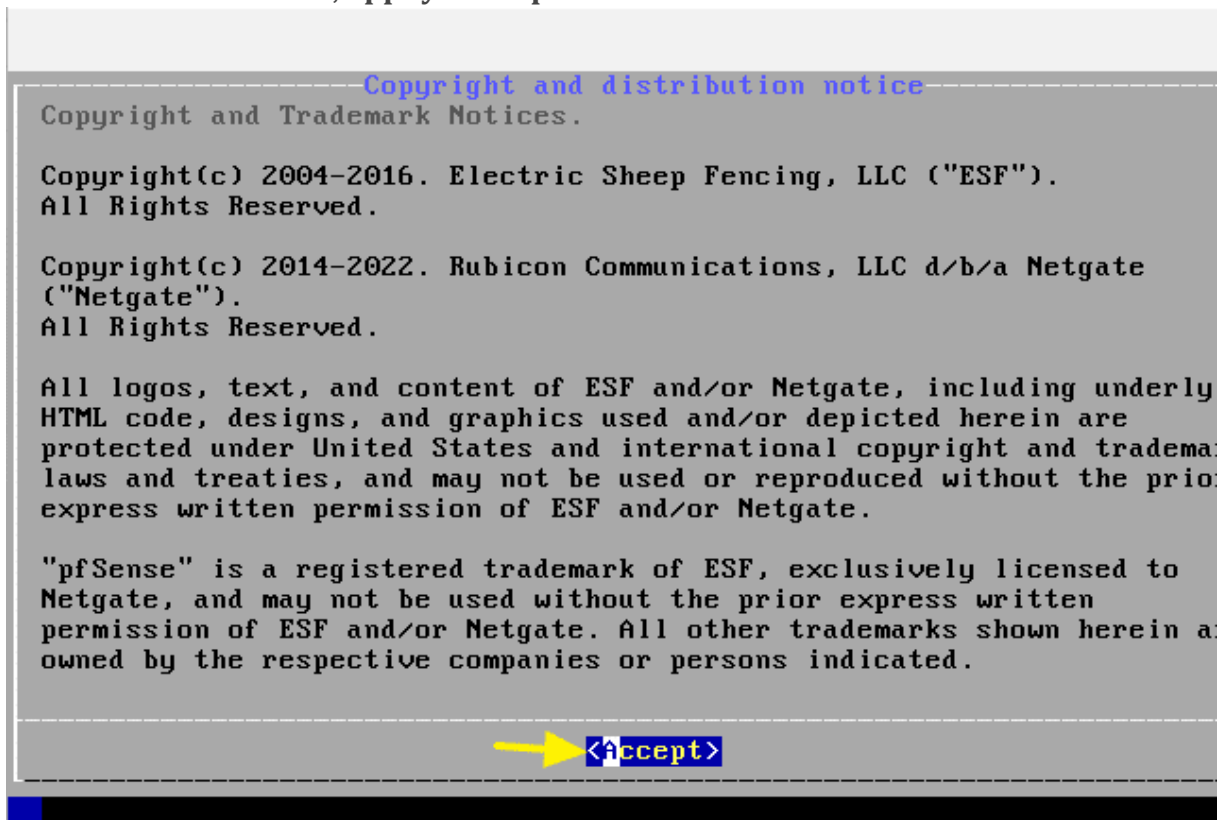 Copyright and distribution notice
Copyright and Trademark Notices.
Copyright(c) 2004-2016. Electric Sheep Fencing, LLC ("ESF").
All Rights Reserved.
Copyright(c) 2014-2022. Rubicon Communications, LLC d/b/a Netgate
("Netgate").
All Rights Reserved.
All logos, text, and content of ESF and/or Netgate, including underly
HTML code, designs, and graphics used and/or depicted herein are
protected under United States and international copyright and tradema
laws and treaties, and may not be used or reproduced without the prio
express written permission of ESF and/or Netgate.
"pfSense" is a registered trademark of ESF, exclusively licensed to
Netgate, and may not be used without the prior express written
permission of ESF and/or Netgate. All other trademarks shown herein a
owned by the respective companies or persons indicated.
<Accept>